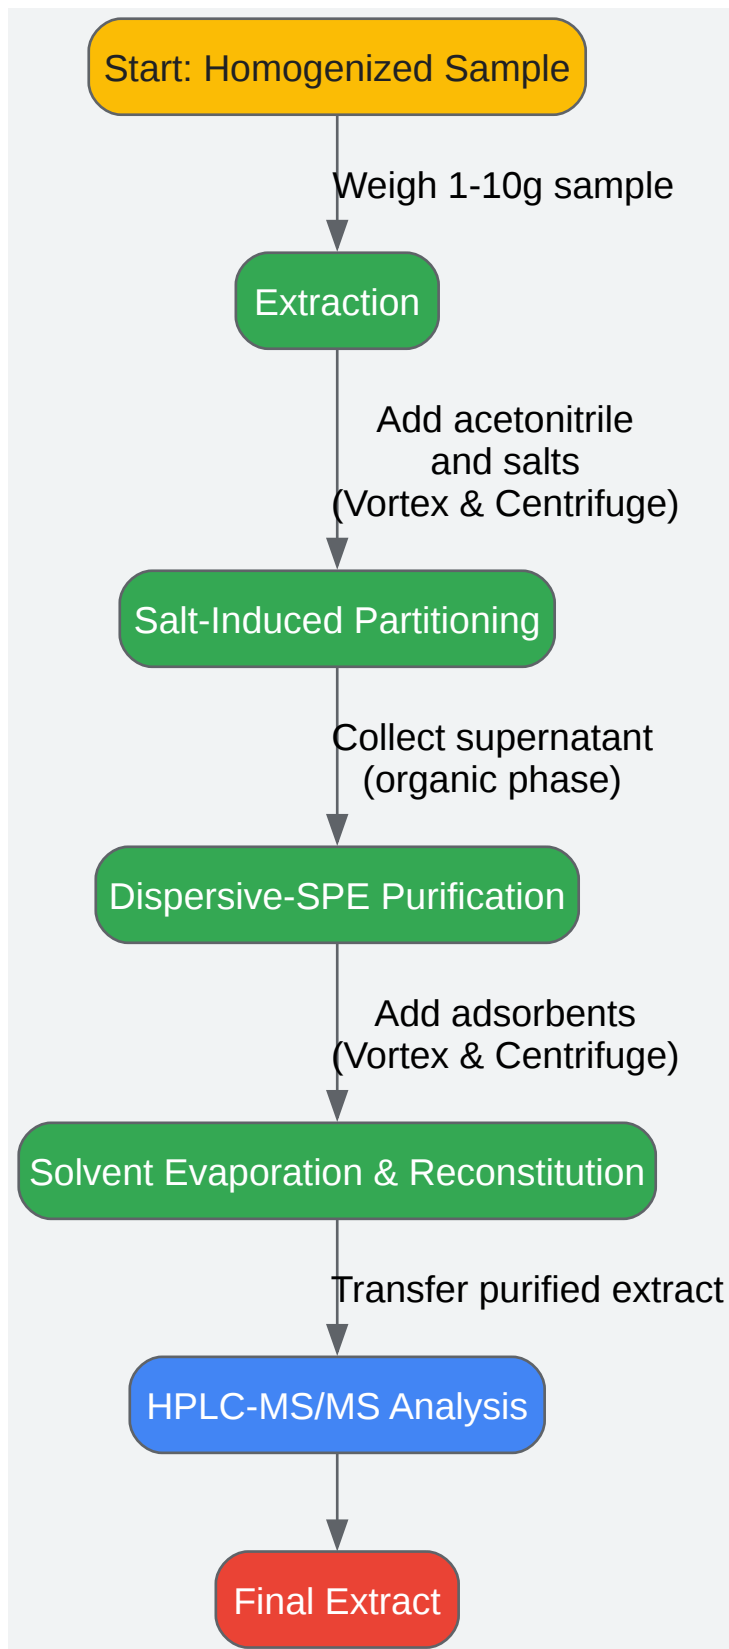 Start: Homogenized Sample
Weigh 1-10g sample
Extraction
Add acetonitrile
and salts
(Vortex & Centrifuge)
Salt-Induced Partitioning
Collect supernatant
(organic phase)
Dispersive-SPE Purification
Add adsorbents
(Vortex & Centrifuge)
Solvent Evaporation & Reconstitution
Transfer purified extract
HPLC-MS/MS Analysis
Final Extract